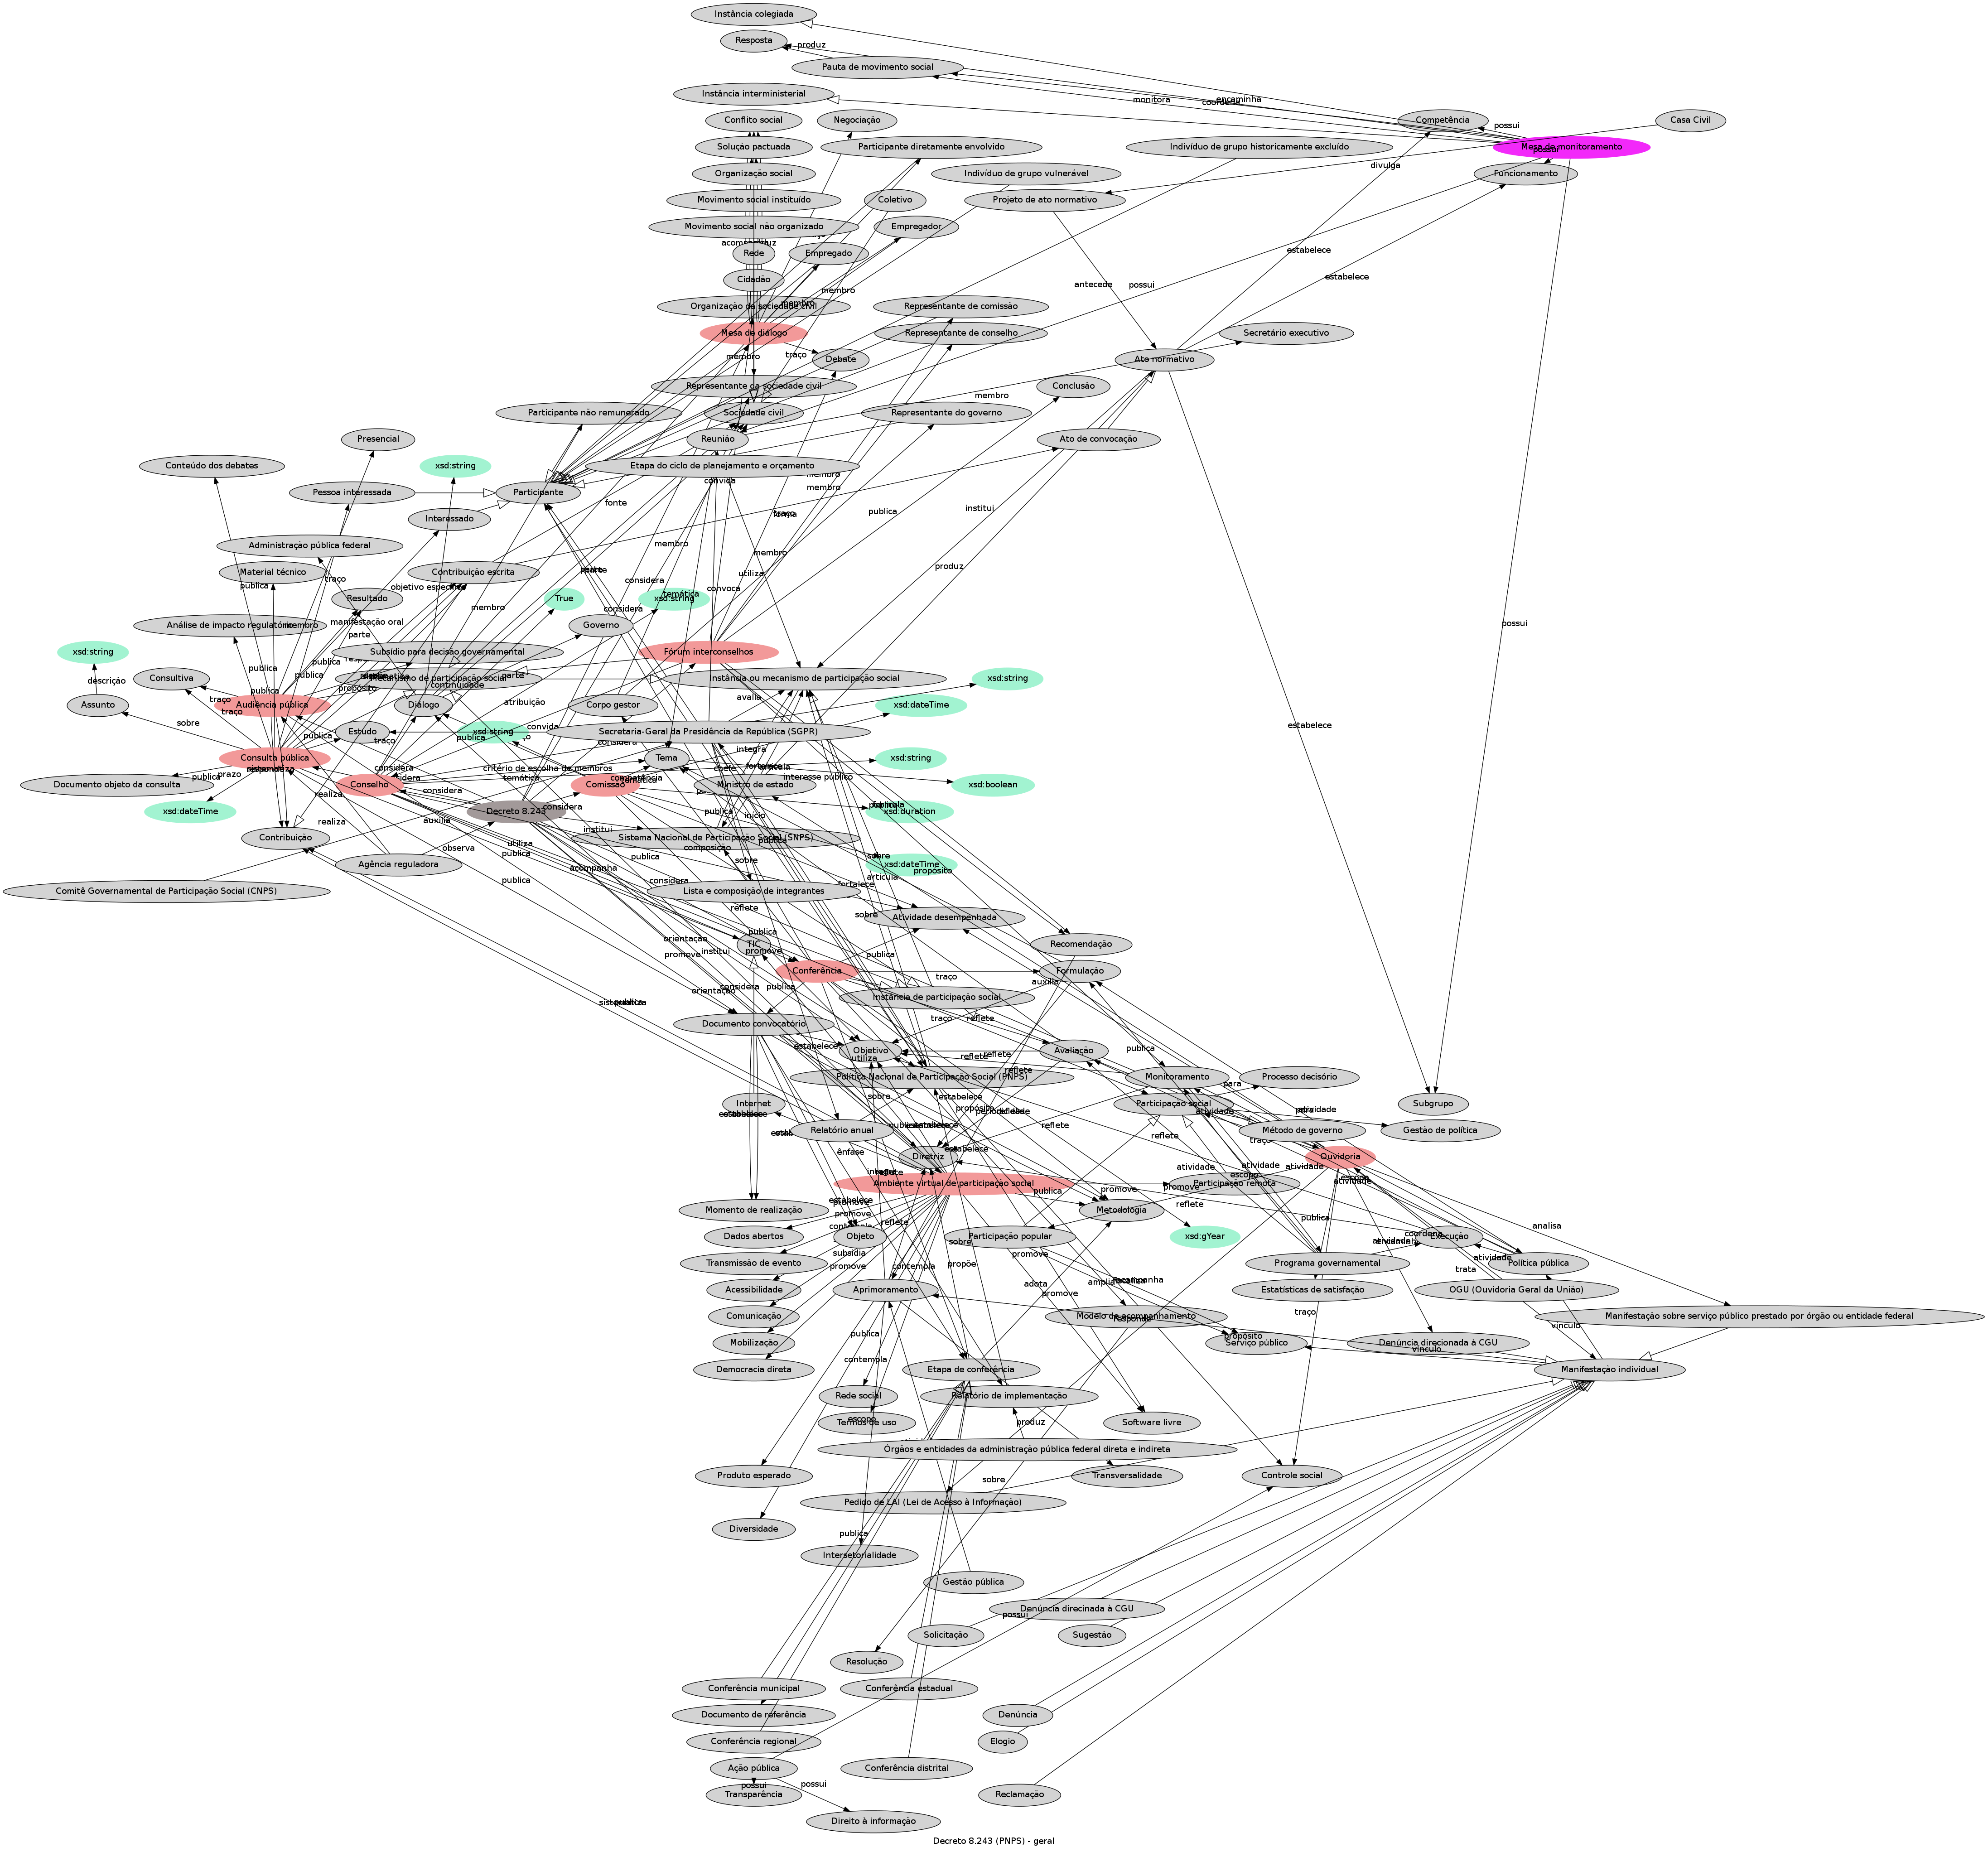 Instância colegiada
Resposta
produz
Pauta de movimento social
Instância interministerial
monitora
encaminha
Conflito social
Negociação
Competência
possui
Casa Civil
Solução pactuada
Participante diretamente envolvido
Indivíduo de grupo historicamente excluído
Mesa de monitoramento
possui
divulga
Organização social
Indivíduo de grupo vulnerável
Funcionamento
Movimento social instituído
Coletivo
Projeto de ato normativo
Movimento social não organizado
Empregador
Rede
Empregado
membro
estabelece
Cidadão
antecede
possui
estabelece
Organização da sociedade civil
Representante de comissão
Mesa de diálogo
Representante de conselho
Secretário executivo
membro
traço
Debate
Ato normativo
Representante da sociedade civil
Conclusão
membro
Participante não remunerado
Sociedade civil
Representante do governo
Presencial
Reunião
Ato de convocação
Conteúdo dos debates
xsd:string
Etapa do ciclo de planejamento e orçamento
convida
membro
Pessoa interessada
Participante
fonte
membro
publica
institui
Interessado
Administração pública federal
membro
membro
Material técnico
Contribuição escrita
considera
utiliza
produz
publica
traço
objetivo especifico
convoca
temática
possui
Resultado
True
xsd:string
membro
considera
Análise de impacto regulatório
manifestação oral
Governo
parte
Subsídio para decisão governamental
Fórum interconselhos
xsd:string
publica
publica
parte
Consultiva
Mecanismo de participação social
Instância ou mecanismo de participação social
xsd:string
descrição
propósito
continuidade
publica
traço
atribuição
avalia
Assunto
Audiência pública
Diálogo
Corpo gestor
xsd:dateTime
sobre
traço
Estudo
xsd:string
convida
Secretaria-Geral da Presidência da República (SGPR)
publica
traço
publica
considera
integra
Consulta pública
Tema
xsd:string
considera
critério de escolha de membros
competência
temática
chefe
fortalece
interesse público
Documento objeto da consulta
publica
prazo
Conselho
temática
Comissão
Ministro de estado
xsd:boolean
xsd:dateTime
realiza
considera
Decreto 8.243
considera
publica
início
xsd:duration
estabelece
Contribuição
realiza
auxilia
institui
Sistema Nacional de Participação Social (SNPS)
observa
utiliza
composição
sobre
xsd:dateTime
Agência reguladora
publica
acompanha
publica
considera
sobre
articula
propósito
Comitê Governamental de Participação Social (CNPS)
publica
Lista e composição de integrantes
fortalece
reflete
sobre
Atividade desempenhada
orientação
TIC
publica
Recomendação
promove
institui
promove
publica
Conferência
traço
Formulação
orientação
considera
publica
Instância de participação social
auxilia
sistematiza
traço
reflete
Documento convocatório
estabelece
Objetivo
reflete
reflete
Avaliação
publica
utiliza
reflete
Política Nacional de Participação Social (PNPS)
Monitoramento
para
Processo decisório
sobre
estabelece
propósito
Internet
Participação social
Subgrupo
Relatório anual
reflete
atividade
Método de governo
Gestão de política
ênfase
estabelece
traço
Diretriz
reflete
Ouvidoria
atividade
atividade
atividade
Ambiente virtual de participação social
escopo
atividade
publica
promove
promove
Participação remota
Momento de realização
estabelece
promove
reflete
Metodologia
promove
Dados abertos
Objeto
reflete
Participação popular
publica
xsd:gYear
analisa
coordena
Execução
Transmissão de evento
subsidia
sobre
propõe
promove
atividade
atividade
promove
contempla
Programa governamental
Política pública
Acessibilidade
Aprimoramento
adota
amplia
acompanha
trata
Estatísticas de satisfação
OGU (Ouvidoria Geral da União)
Comunicação
promove
Modelo de acompanhamento
traço
Manifestação sobre serviço público prestado por órgão ou entidade federal
responde
vínculo
Mobilização
publica
propósito
Serviço público
Denúncia direcionada à CGU
vínculo
contempla
Democracia direta
Etapa de conferência
Manifestação individual
Rede social
Relatório de implementação
escopo
Termos de uso
produz
Software livre
Órgãos e entidades da administração pública federal direta e indireta
Produto esperado
sobre
Transversalidade
Controle social
Pedido de LAI (Lei de Acesso à Informação)
Diversidade
publica
Intersetorialidade
Gestão pública
Denúncia direcinada à CGU
possui
Solicitação
Sugestão
Resolução
Conferência municipal
Conferência estadual
Documento de referência
Denúncia
Conferência regional
Elogio
Ação pública
Conferência distrital
possui
possui
Transparência
Reclamação
Direito à informação
Decreto 8.243 (PNPS) - geral